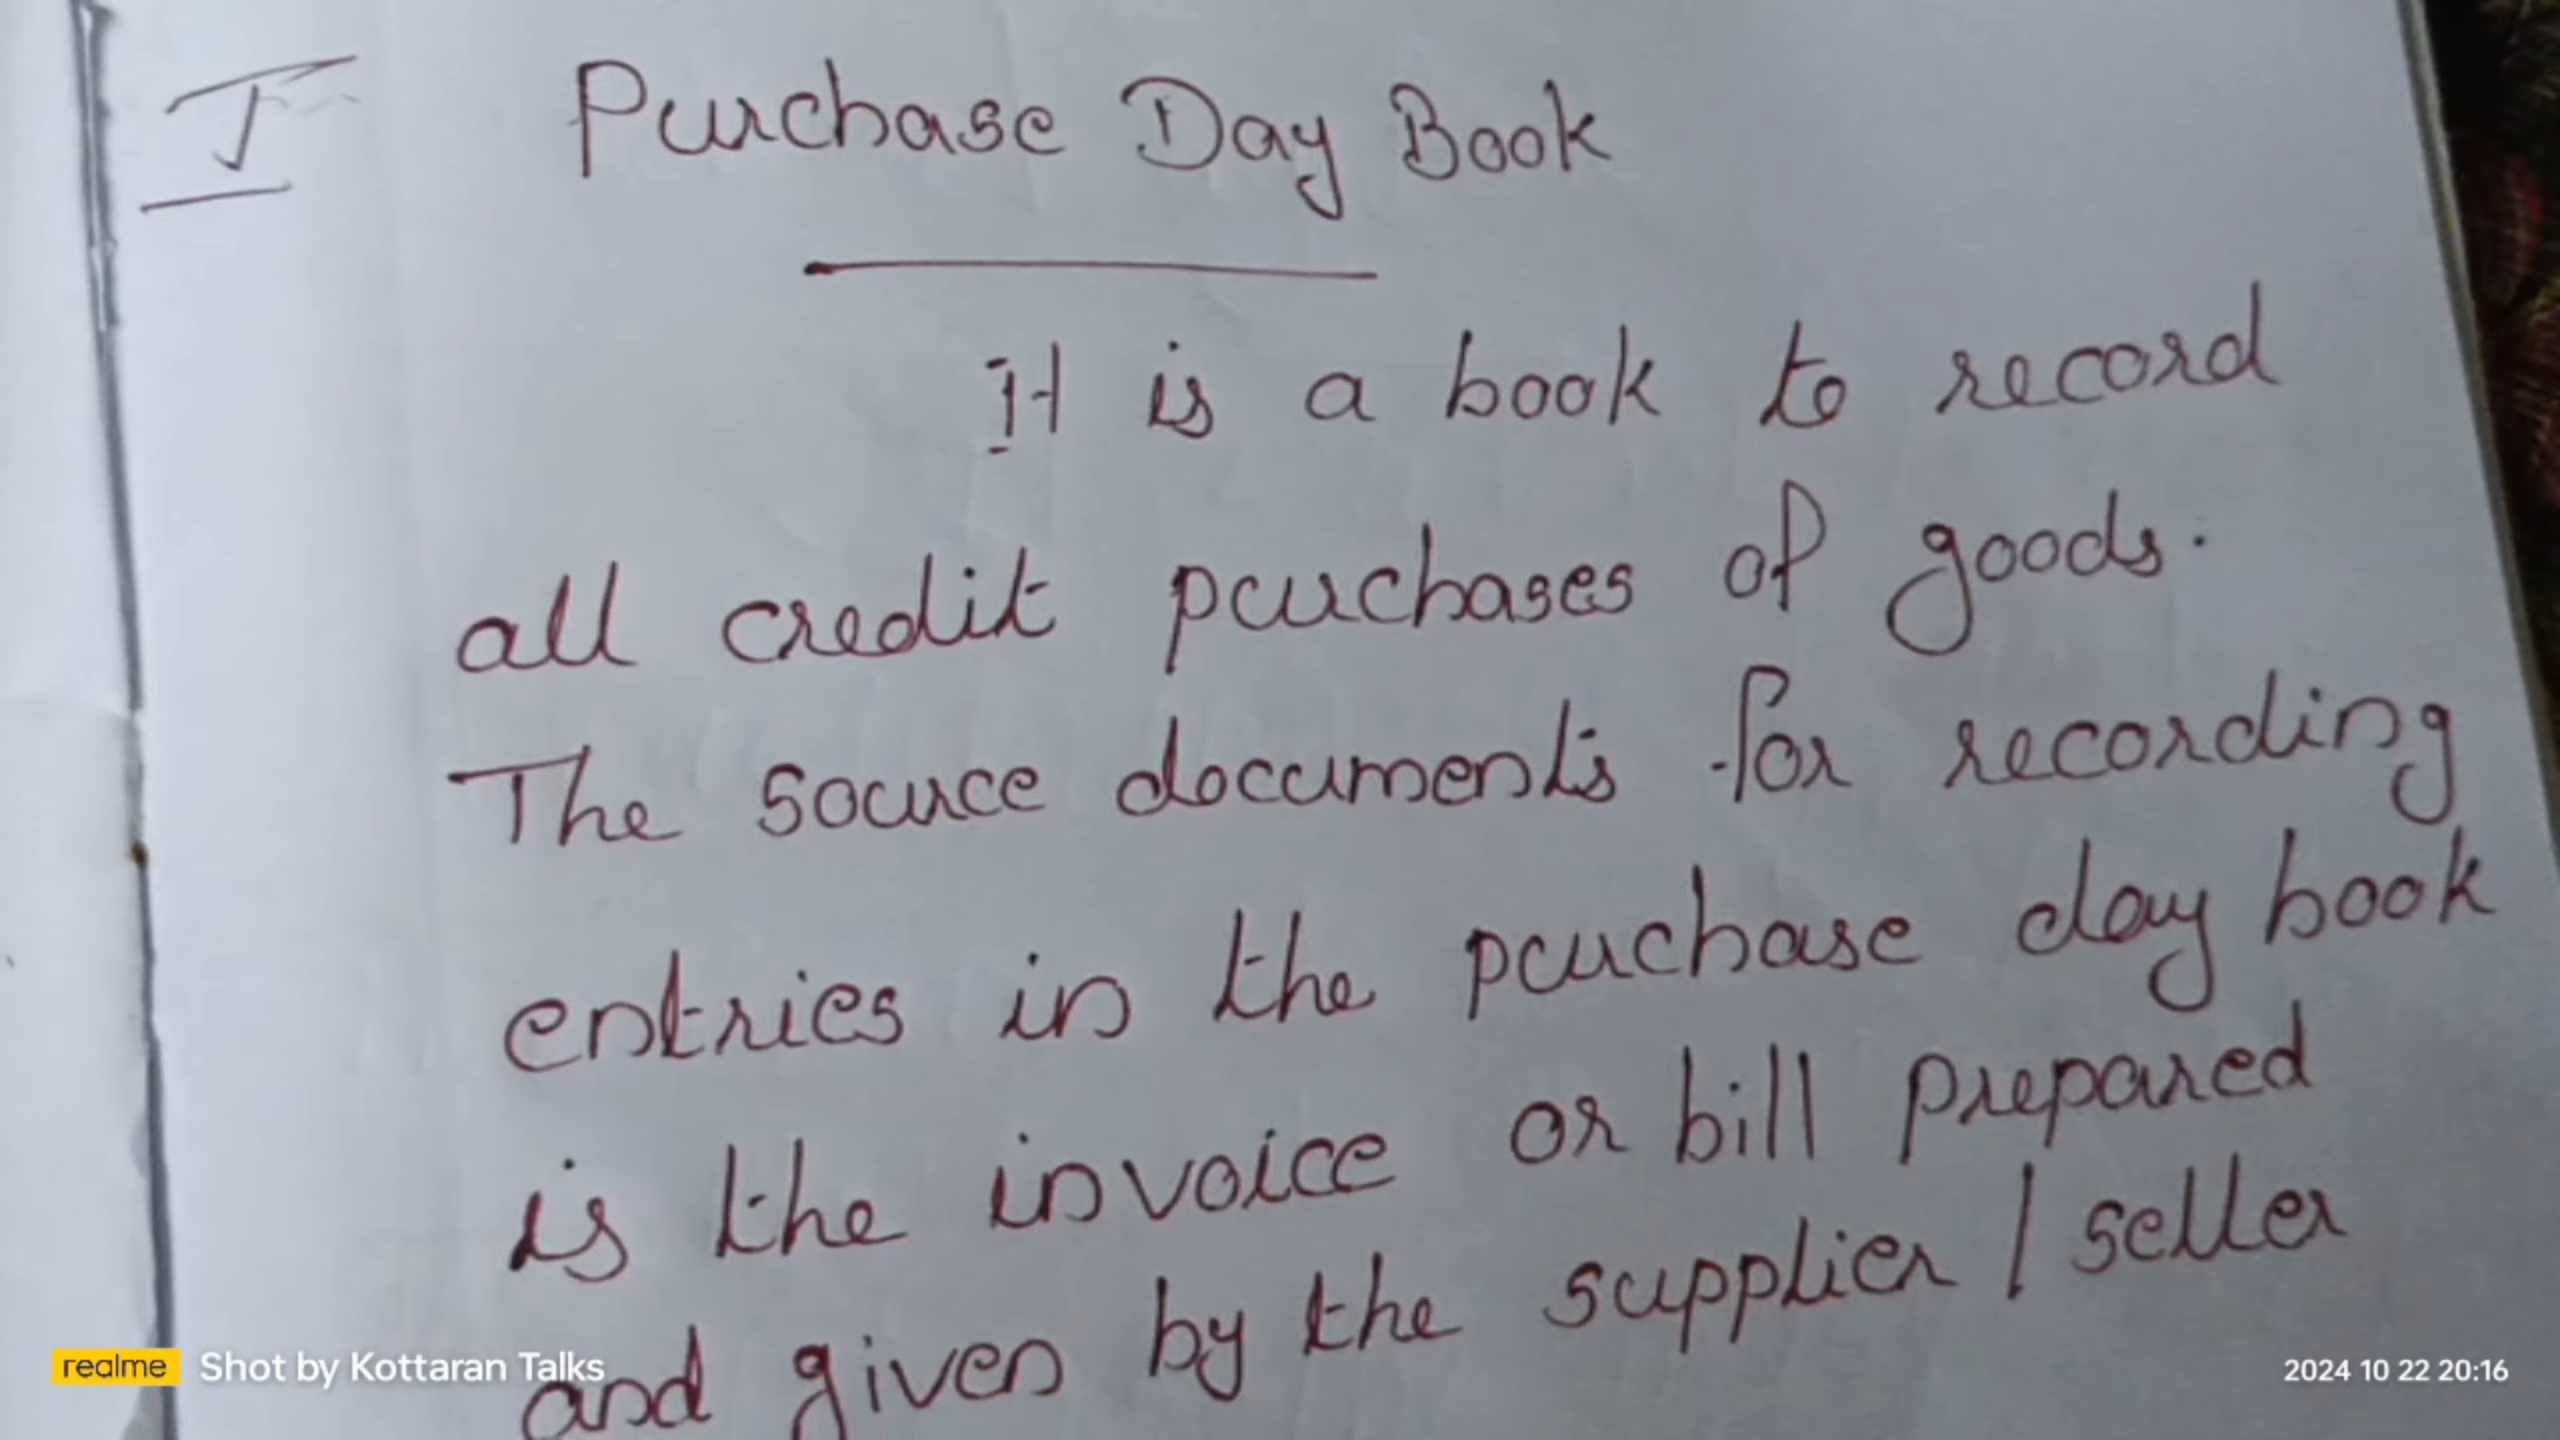 I Purchase Day Book
It is a book to record
all credit purchases of goods.
The source documents for recording
entries in the purchase day book
is the invoice or bill prepared
and given by the supplier / seller
realme Shot by Kottaran Talks
2024 10 22 20:16